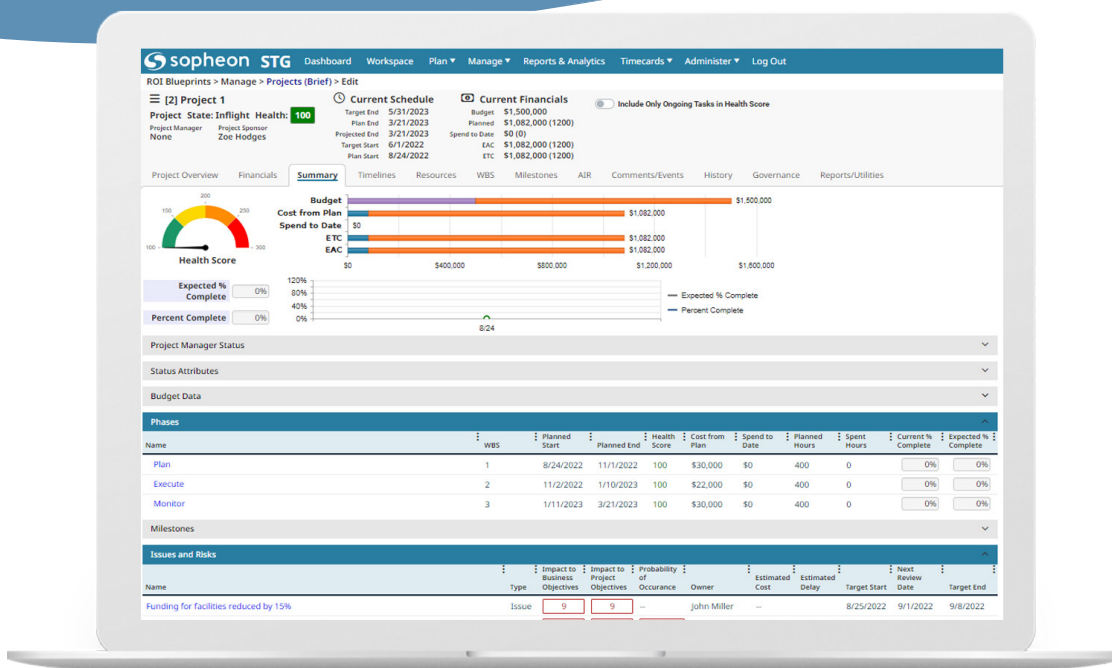 sopheon STG Dashboard Workspace Plan Manage Reports & Analytics Timecards Administer Log Out
ROI Blueprints > Manage > Projects (Brief) > Edit
[2] Project 1
Project State: Inflight Health: 100
Project Manager Project Sponsor
None Zoe Hodges
Current Schedule
Target End 5/31/2023
Plan End 3/21/2023
Projected End 3/21/2023
Target Start 6/1/2022
Plan Start 8/24/2022
Current Financials
Budget $1,500,000
Planned $1,082,000 (1200)
Spend to Date $0 (0)
EAC $1,082,000 (1200)
ETC $1,082,000 (1200)
Include Only Ongoing Tasks in Health Score
Project Overview Financials Summary Timelines Resources WBS Milestones AIR Comments/Events History Governance Reports/Utilities
100 150 200 250 300
Health Score
Budget $1,500,000
Cost from Plan $1,082,000
Spend to Date $0
ETC $1,082,000
EAC $1,082,000
$0 $400,000 $800,000 $1,200,000 $1,600,000
Expected % Complete 0%
Percent Complete 0%
120%
80%
40%
0%
8/24
Expected % Complete
Percent Complete
Project Manager Status
Status Attributes
Budget Data
Phases
Name WBS Planned Start Planned End Health Score Cost from Plan Spend to Date Planned Hours Spent Hours Current % Complete Expected % Complete
Plan 1 8/24/2022 11/1/2022 100 $30,000 $0 400 0 0% 0%
Execute 2 11/2/2022 1/10/2023 100 $22,000 $0 400 0 0% 0%
Monitor 3 1/11/2023 3/21/2023 100 $30,000 $0 400 0 0% 0%
Milestones
Issues and Risks
Name Type Impact to Business Objectives Impact to Project Objectives Probability of Occurance Owner Estimated Cost Estimated Delay Target Start Next Review Date Target End
Funding for facilities reduced by 15% Issue 9 9 -- John Miller -- 8/25/2022 9/1/2022 9/8/2022